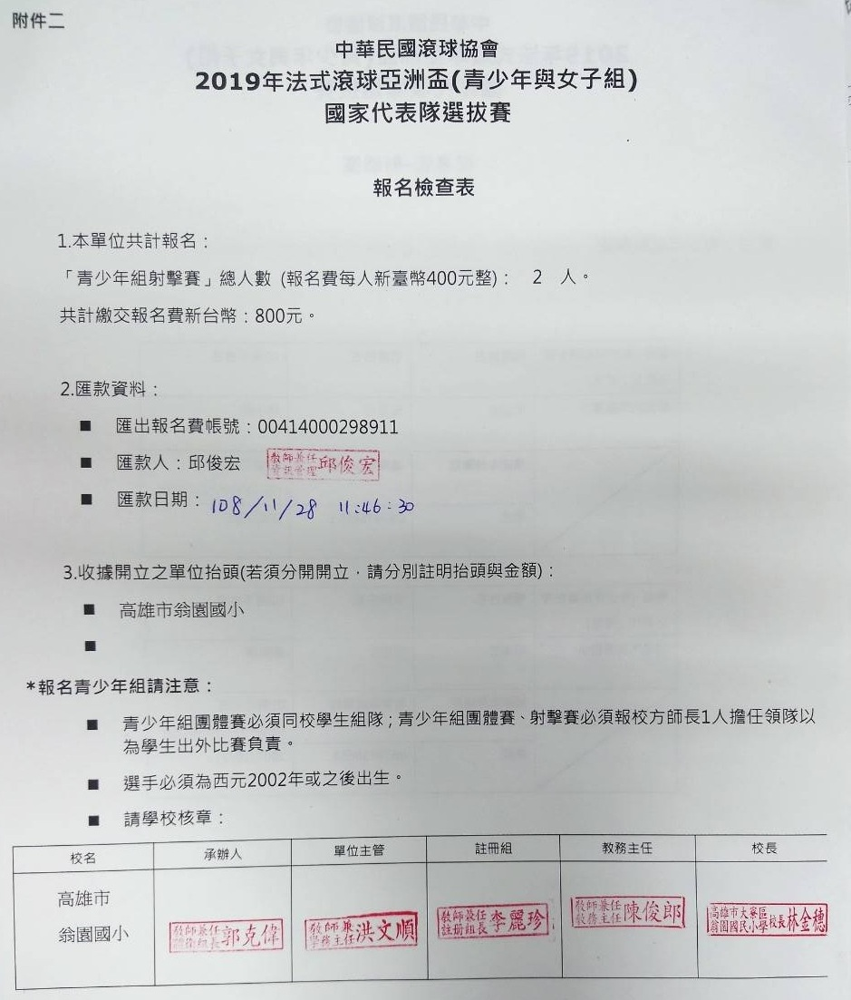 附件二
中華民國滾球協會
2019年法式滾球亞洲盃(青少年與女子組)
國家代表隊選拔賽
報名檢查表
1.本單位共計報名：
「青少年組射擊賽」總人數 (報名費每人新臺幣400元整)： 2 人。
共計繳交報名費新台幣：800元。
2.匯款資料：
■ 匯出報名費帳號：00414000298911
■ 匯款人：邱俊宏 教師兼任 資訊管理 邱俊宏
■ 匯款日期：108/11/28 11:46:30
3.收據開立之單位抬頭(若須分開開立，請分別註明抬頭與金額)：
■ 高雄市翁園國小
■
*報名青少年組請注意：
■ 青少年組團體賽必須同校學生組隊；青少年組團體賽、射擊賽必須報校方師長1人擔任領隊以
為學生出外比賽負責。
■ 選手必須為西元2002年或之後出生。
■ 請學校核章：
校名 承辦人 單位主管 註冊組 教務主任 校長
高雄市
翁園國小
教師兼任 郭克偉
教師兼 學務主任 洪文順
教師兼任 註冊組長 李麗珍
教師兼任 教務主任 陳俊郎
高雄市大寮區 翁園國民小學 校長 林金穗